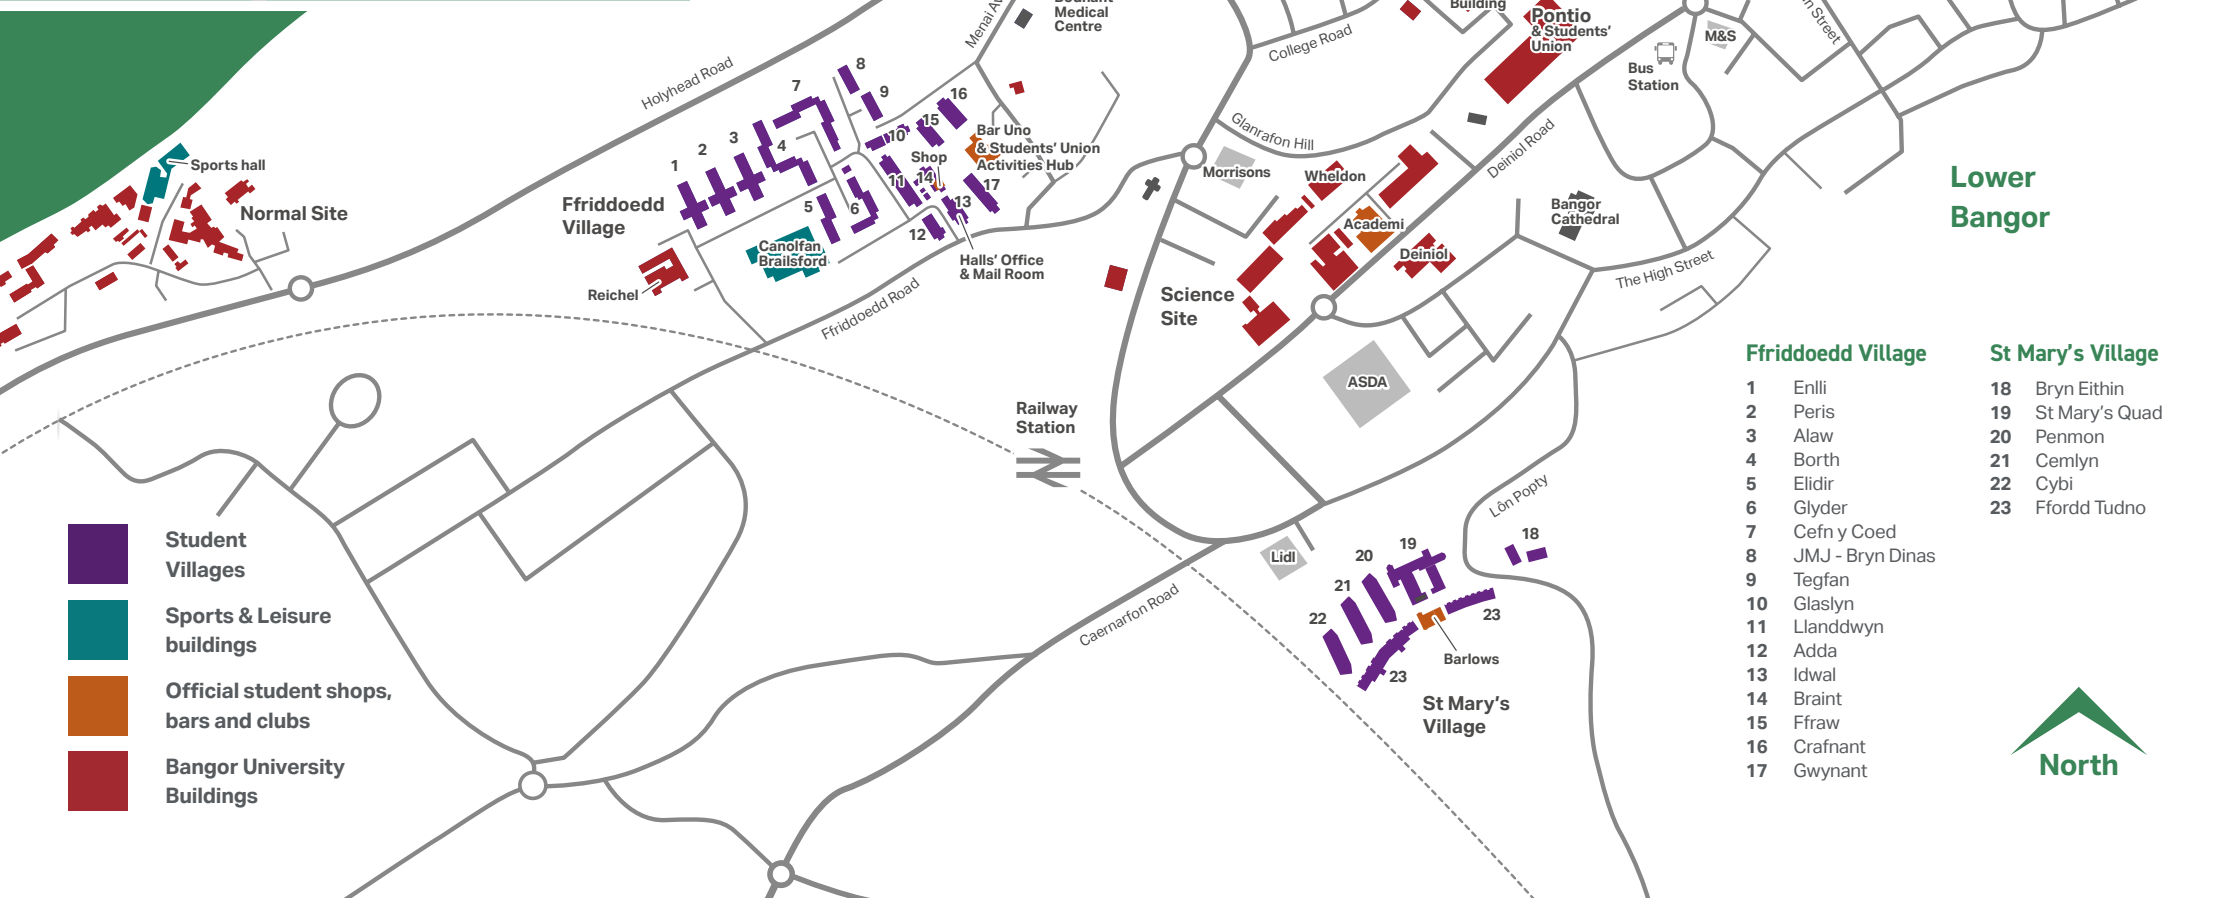 Medical
Centre
Menai
Building
Pontio
& Students'
Union
M&S
Street
College Road
Holyhead Road
Bus
Station
8
7
9
16
15
10
Glanrafon Hill
Bar Uno
& Students' Union
Activities Hub
Shop
3
2
1
4
11
14
17
13
5
6
12
Deiniol Road
Sports hall
Normal Site
Ffriddoedd
Village
Canolfan
Brailsford
Reichel
Halls' Office
& Mail Room
Ffriddoedd Road
Morrisons
Wheldon
Academi
Deiniol
Bangor
Cathedral
The High Street
Lower
Bangor
Science
Site
ASDA
Railway
Station
Lôn Popty
Lidl
18
19
20
21
22
23
23
Barlows
St Mary's
Village
Caernarfon Road
Student
Villages
Sports & Leisure
buildings
Official student shops,
bars and clubs
Bangor University
Buildings
Ffriddoedd Village
1 Enlli
2 Peris
3 Alaw
4 Borth
5 Elidir
6 Glyder
7 Cefn y Coed
8 JMJ - Bryn Dinas
9 Tegfan
10 Glaslyn
11 Llanddwyn
12 Adda
13 Idwal
14 Braint
15 Ffraw
16 Crafnant
17 Gwynant
St Mary's Village
18 Bryn Eithin
19 St Mary's Quad
20 Penmon
21 Cemlyn
22 Cybi
23 Ffordd Tudno
North